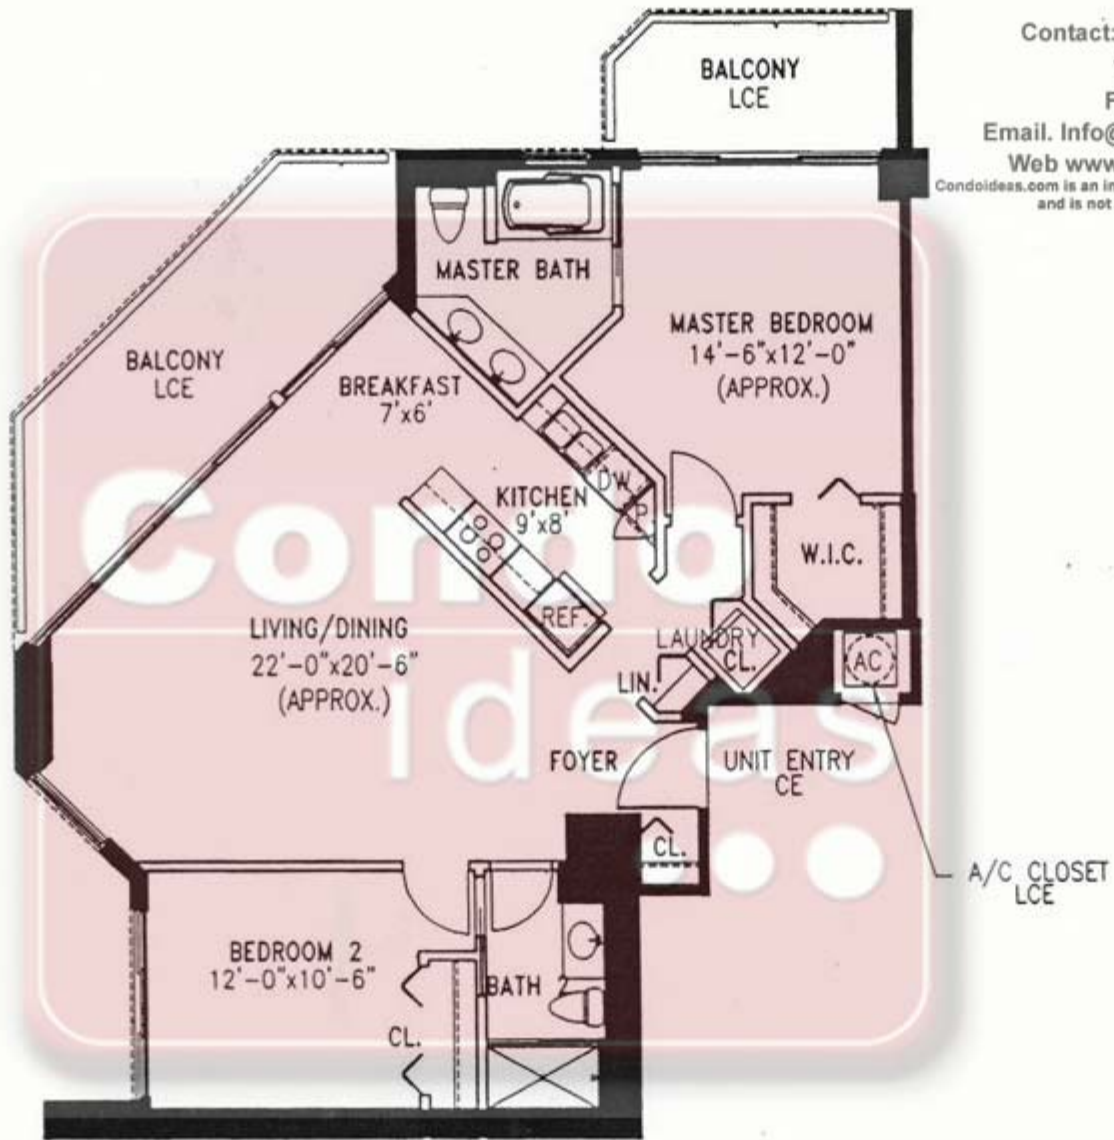 Contact:
F
Email. Info@
Web www
Condoideas.com is an in
and is not
BALCONY
LCE
MASTER BATH
MASTER BEDROOM
14'-6"x12'-0"
(APPROX.)
BALCONY
LCE
BREAKFAST
7'x6'
DW
P.
KITCHEN
9'x8'
W.I.C.
Condo
ideas
REF.
LIVING/DINING
22'-0"x20'-6"
(APPROX.)
LAUNDRY
CL.
AC
LIN.
FOYER
UNIT ENTRY
CE
CL.
A/C CLOSET
LCE
BEDROOM 2
12'-0"x10'-6"
BATH 2
CL.